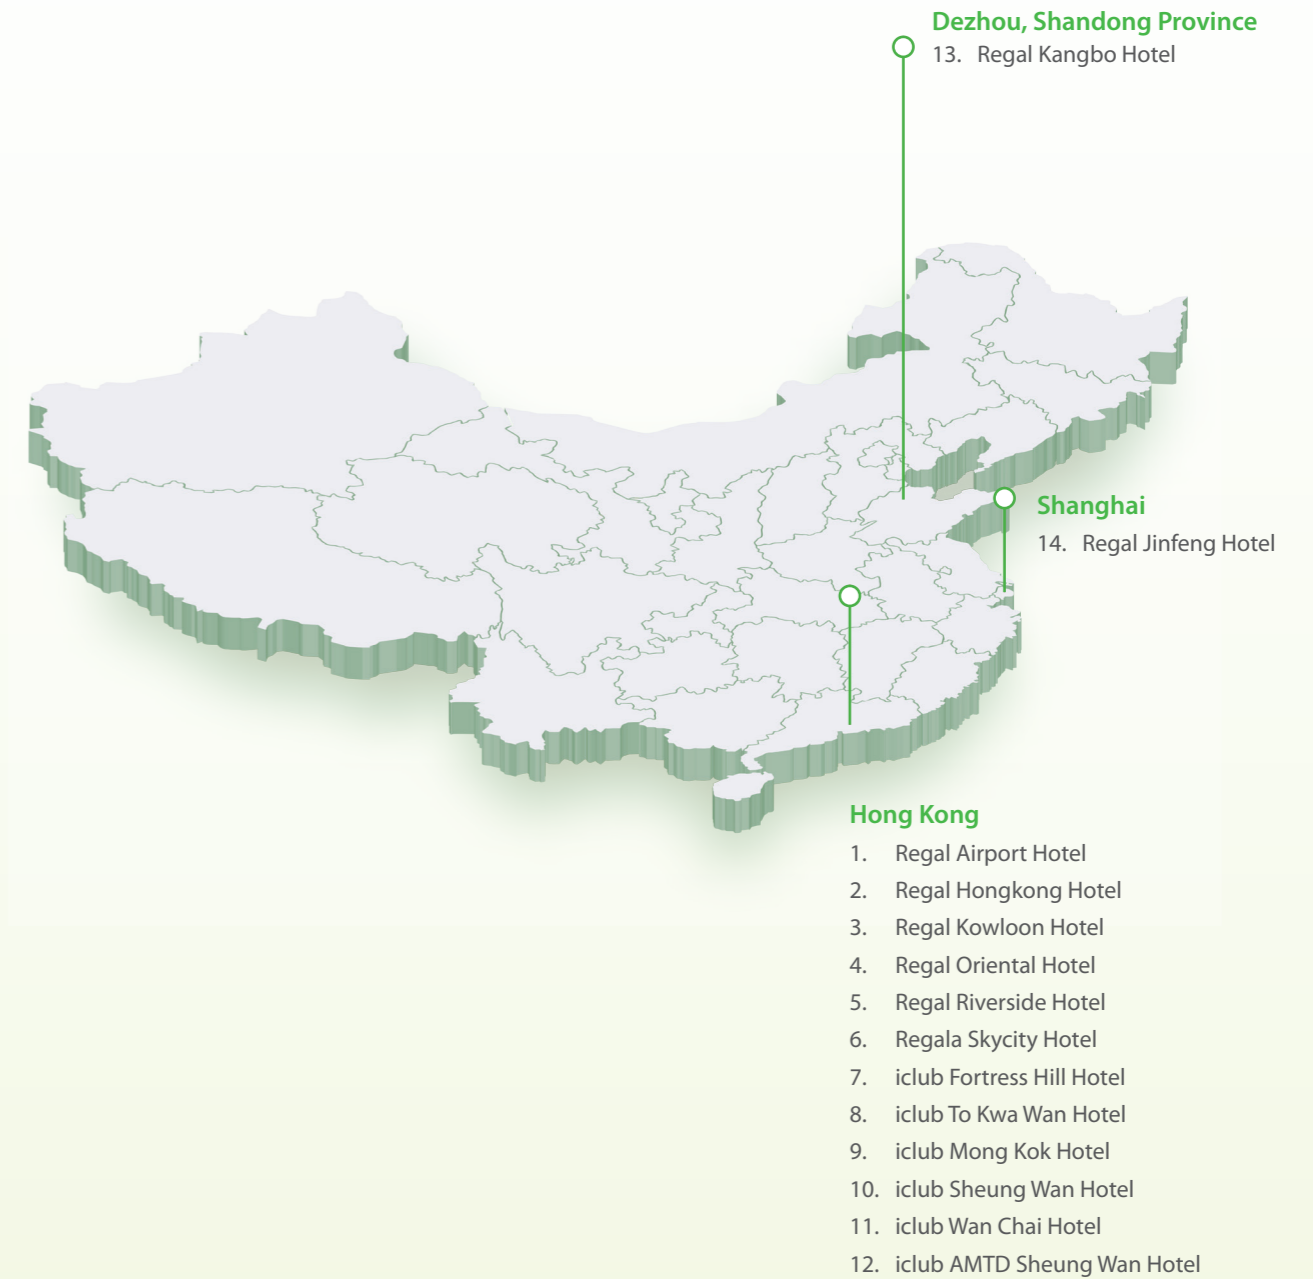 Dezhou, Shandong Province
13. Regal Kangbo Hotel
Shanghai
14. Regal Jinfeng Hotel
Hong Kong
1. Regal Airport Hotel
2. Regal Hongkong Hotel
3. Regal Kowloon Hotel
4. Regal Oriental Hotel
5. Regal Riverside Hotel
6. Regala Skycity Hotel
7. iclub Fortress Hill Hotel
8. iclub To Kwa Wan Hotel
9. iclub Mong Kok Hotel
10. iclub Sheung Wan Hotel
11. iclub Wan Chai Hotel
12. iclub AMTD Sheung Wan Hotel